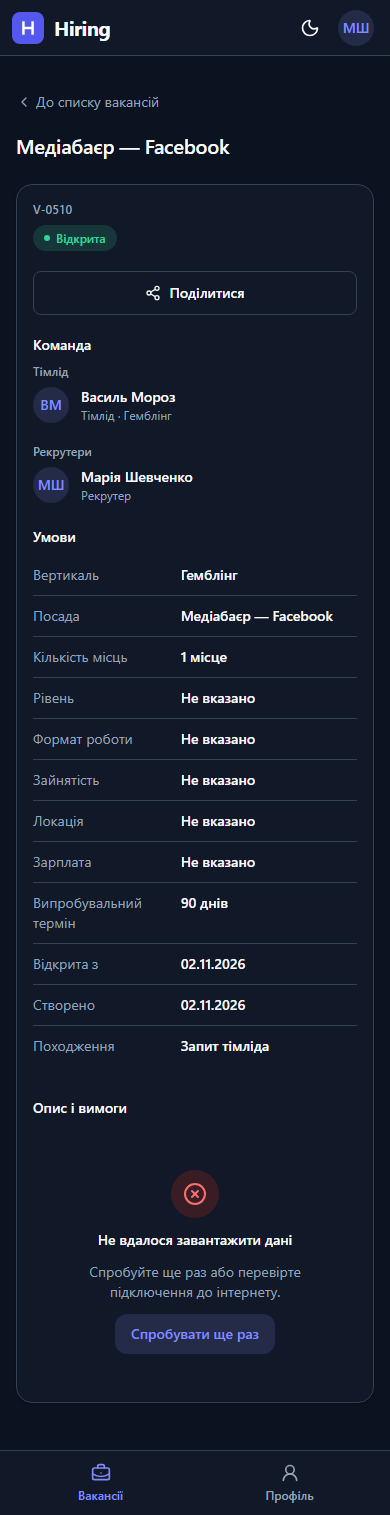 H Hiring МШ
До списку вакансій
Медіабаєр — Facebook
V-0510
Відкрита
Поділитися
Команда
Тімлід
ВМ
Василь Мороз
Тімлід · Гемблінг
Рекрутери
МШ
Марія Шевченко
Рекрутер
Умови
Вертикаль Гемблінг
Посада Медіабаєр — Facebook
Кількість місць 1 місце
Рівень Не вказано
Формат роботи Не вказано
Зайнятість Не вказано
Локація Не вказано
Зарплата Не вказано
Випробувальний 90 днів
термін
Відкрита з 02.11.2026
Створено 02.11.2026
Походження Запит тімліда
Опис і вимоги
Не вдалося завантажити дані
Спробуйте ще раз або перевірте
підключення до інтернету.
Спробувати ще раз
Вакансії Профіль